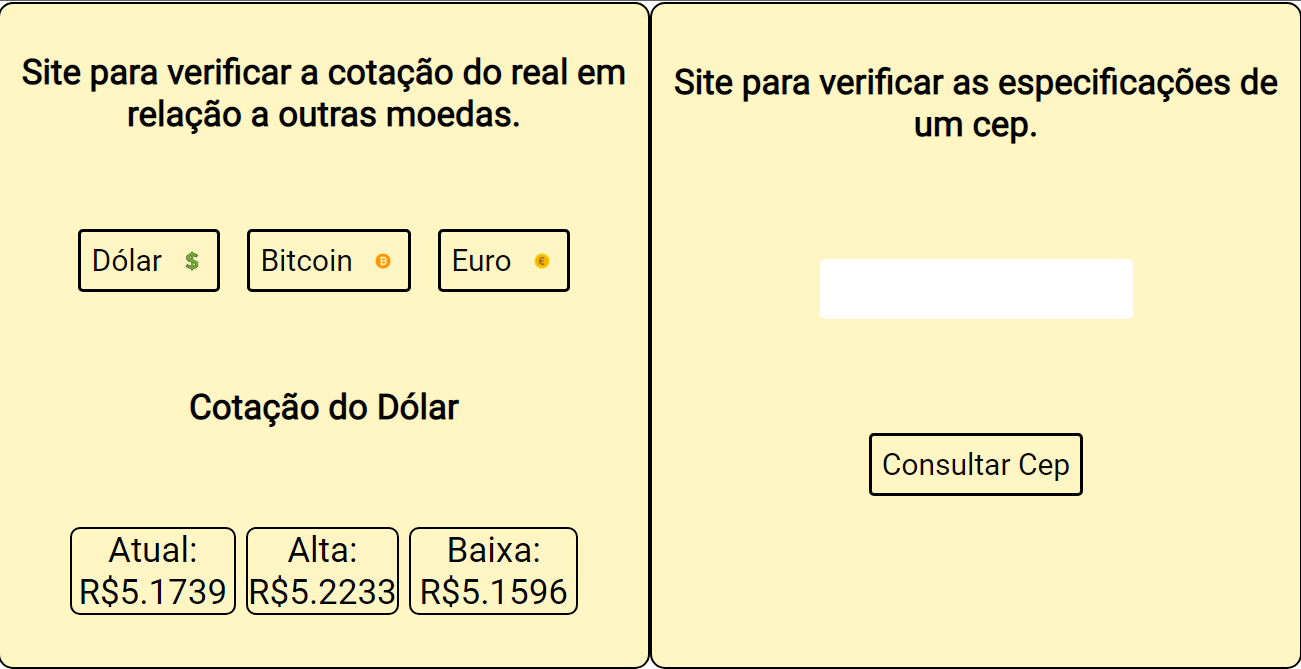 Site para verificar a cotação do real em
relação a outras moedas.
Dólar $
Bitcoin
Euro €
Cotação do Dólar
Atual:
R$5.1739
Alta:
R$5.2233
Baixa:
R$5.1596
Site para verificar as especificações de
um cep.
Consultar Cep